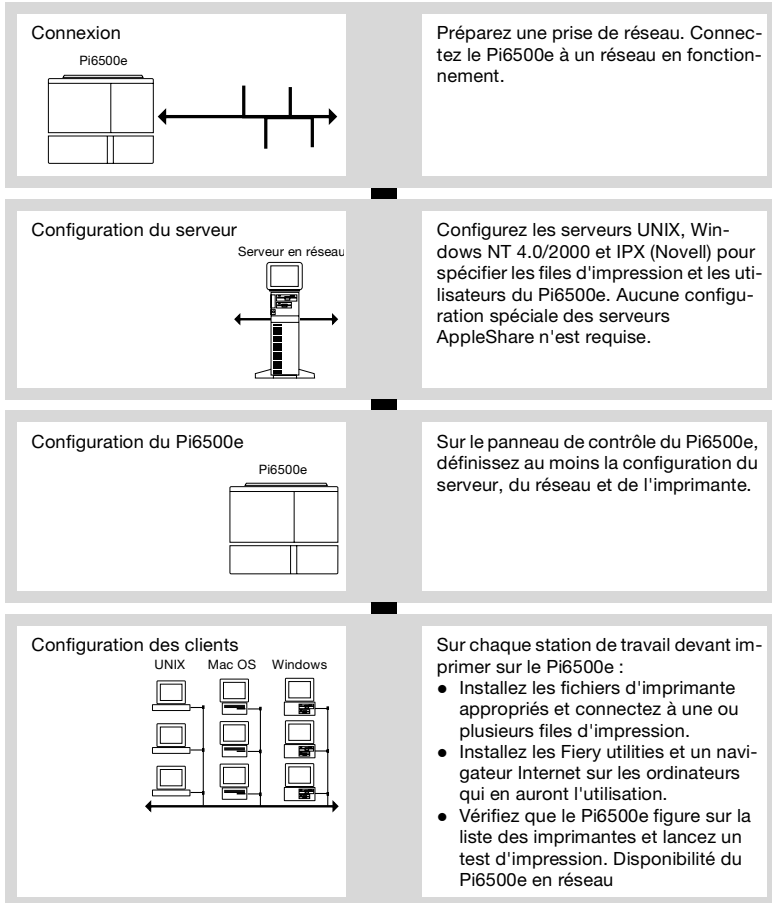 Connexion
Pi6500e
Préparez une prise de réseau. Connec-
tez le Pi6500e à un réseau en fonction-
nement.
Configuration du serveur
Serveur en réseau
Configurez les serveurs UNIX, Win-
dows NT 4.0/2000 et IPX (Novell) pour
spécifier les files d'impression et les uti-
lisateurs du Pi6500e. Aucune configu-
ration spéciale des serveurs
AppleShare n'est requise.
Configuration du Pi6500e
Pi6500e
Sur le panneau de contrôle du Pi6500e,
définissez au moins la configuration du
serveur, du réseau et de l'imprimante.
Configuration des clients
UNIX Mac OS Windows
Sur chaque station de travail devant im-
primer sur le Pi6500e :
● Installez les fichiers d'imprimante
appropriés et connectez à une ou
plusieurs files d'impression.
● Installez les Fiery utilities et un navi-
gateur Internet sur les ordinateurs
qui en auront l'utilisation.
● Vérifiez que le Pi6500e figure sur la
liste des imprimantes et lancez un
test d'impression. Disponibilité du
Pi6500e en réseau